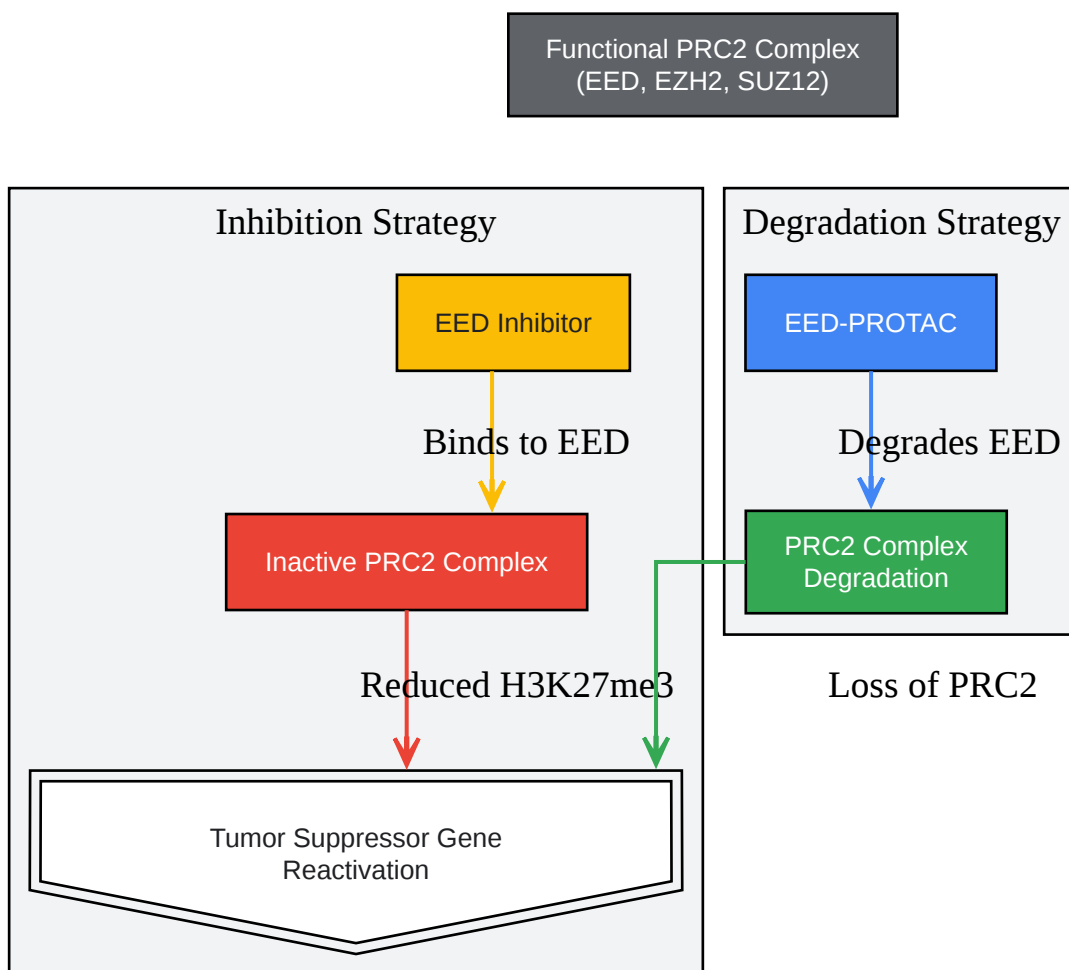 Functional PRC2 Complex
(EED, EZH2, SUZ12)
Inhibition Strategy
Degradation Strategy
EED Inhibitor
EED-PROTAC
Binds to EED
Degrades EED
Inactive PRC2 Complex
PRC2 Complex
Degradation
Reduced H3K27me3
Loss of PRC2
Tumor Suppressor Gene
Reactivation